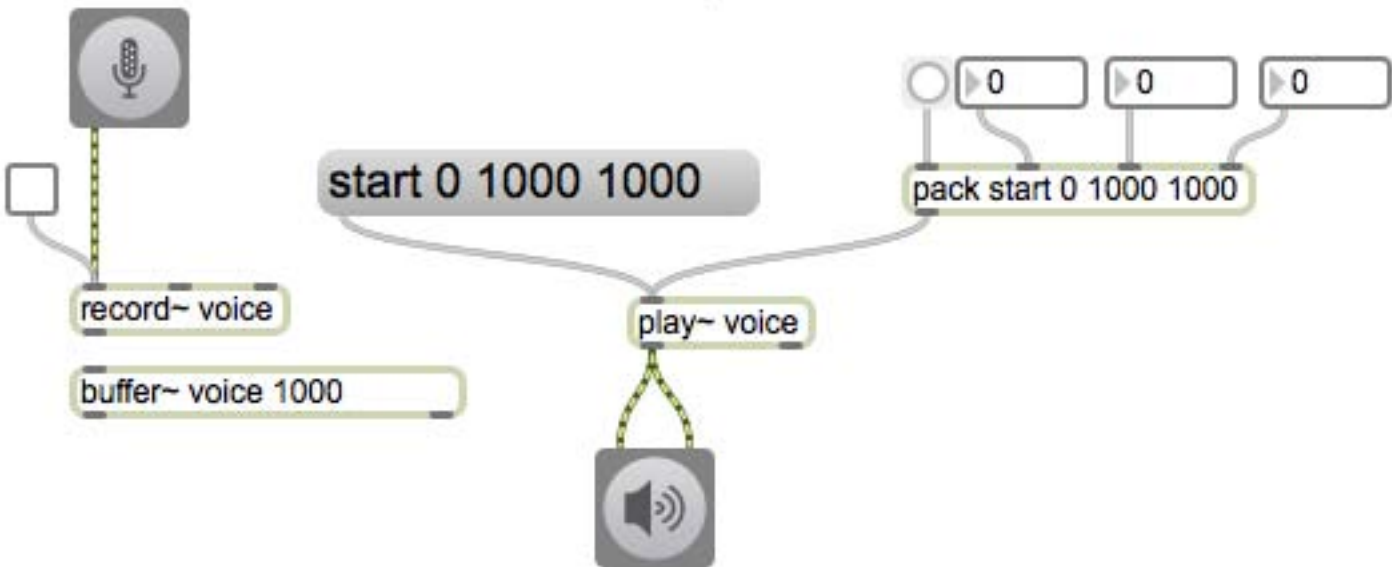 0
0
0
start 0 1000 1000
pack start 0 1000 1000
record~ voice
play~ voice
buffer~ voice 1000